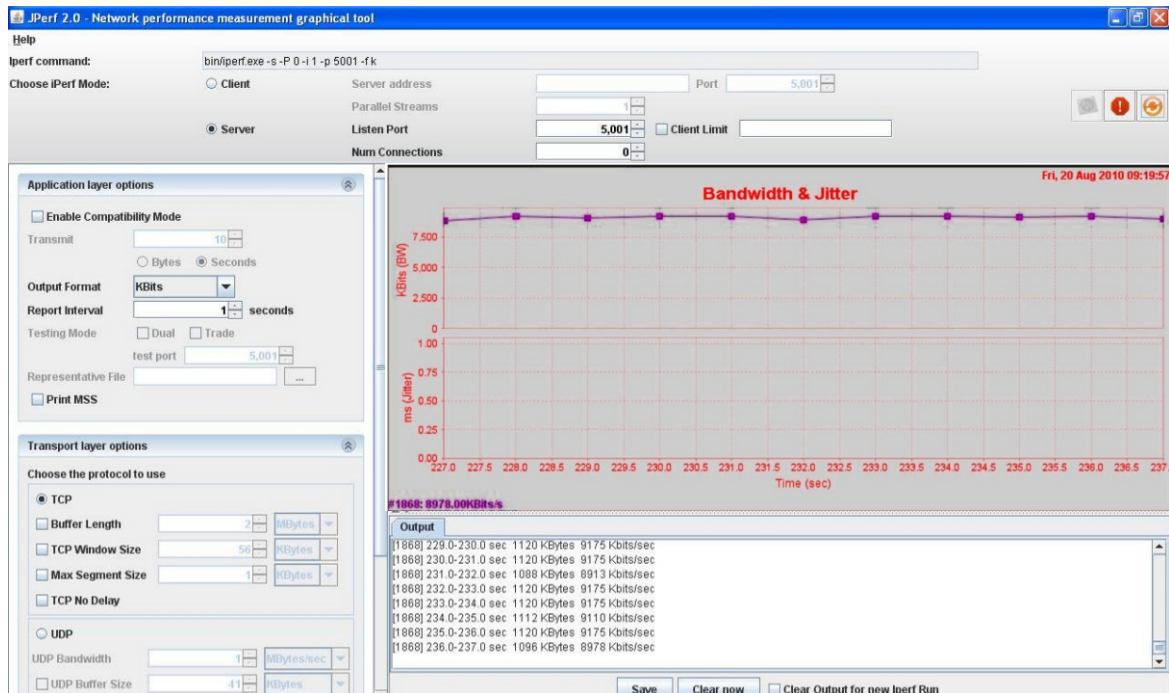 JPerf 2.0 - Network performance measurement graphical tool
Help
Iperf command: bin/iperf.exe -s -P 0 -i 1 -p 5001 -f k
Choose iPerf Mode: Client Server address Port 5,001
Parallel Streams 1
Server Listen Port 5,001 Client Limit
Num Connections 0
Application layer options
Enable Compatibility Mode
Transmit 10
Bytes Seconds
Output Format KBits
Report Interval 1 seconds
Testing Mode Dual Trade
test port 5,001
Representative File ...
Print MSS
Transport layer options
Choose the protocol to use
TCP
Buffer Length 2 MBytes
TCP Window Size 56 KBytes
Max Segment Size 1 KBytes
TCP No Delay
UDP
UDP Bandwidth 1 MBytes/sec
UDP Buffer Size 41 KBytes
Fri, 20 Aug 2010 09:19:57
Bandwidth & Jitter
KBits (BW)
7,500
5,000
2,500
0
ms (Jitter)
1.00
0.75
0.50
0.25
0.00
227.0 227.5 228.0 228.5 229.0 229.5 230.0 230.5 231.0 231.5 232.0 232.5 233.0 233.5 234.0 234.5 235.0 235.5 236.0 236.5 237.
Time (sec)
#1868: 8978.00KBits/s
Output
[1868] 229.0-230.0 sec 1120 KBytes 9175 Kbits/sec
[1868] 230.0-231.0 sec 1120 KBytes 9175 Kbits/sec
[1868] 231.0-232.0 sec 1088 KBytes 8913 Kbits/sec
[1868] 232.0-233.0 sec 1120 KBytes 9175 Kbits/sec
[1868] 233.0-234.0 sec 1120 KBytes 9175 Kbits/sec
[1868] 234.0-235.0 sec 1112 KBytes 9110 Kbits/sec
[1868] 235.0-236.0 sec 1120 KBytes 9175 Kbits/sec
[1868] 236.0-237.0 sec 1096 KBytes 8978 Kbits/sec
Save Clear now Clear Output for new Iperf Run